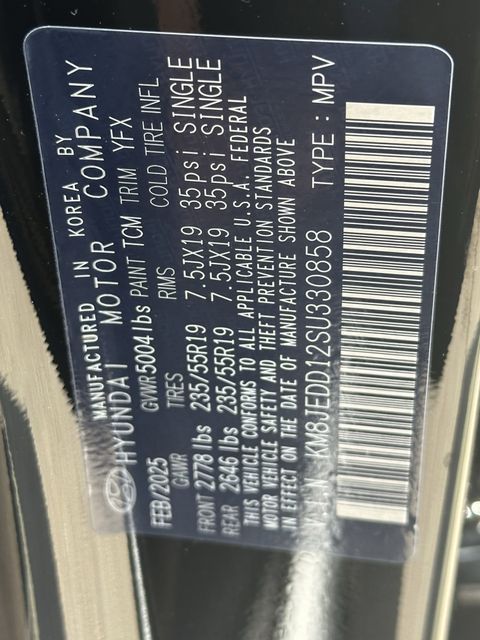 MANUFACTURED IN KOREA BY
HYUNDAI MOTOR COMPANY
FEB/2025 GVWR 5004 lbs PAINT TCM TRIM YFX
GAWR TIRES RIMS COLD TIRE INFL
FRONT 2778 lbs 235/55R19 7.5JX19 35psi SINGLE
REAR 2646 lbs 235/55R19 7.5JX19 35psi SINGLE
THIS VEHICLE CONFORMS TO ALL APPLICABLE U.S.A. FEDERAL
MOTOR VEHICLE SAFETY AND THEFT PREVENTION STANDARDS
IN EFFECT ON THE DATE OF MANUFACTURE SHOWN ABOVE
V.I.N: KM8JEDD12SU330858 TYPE : MPV